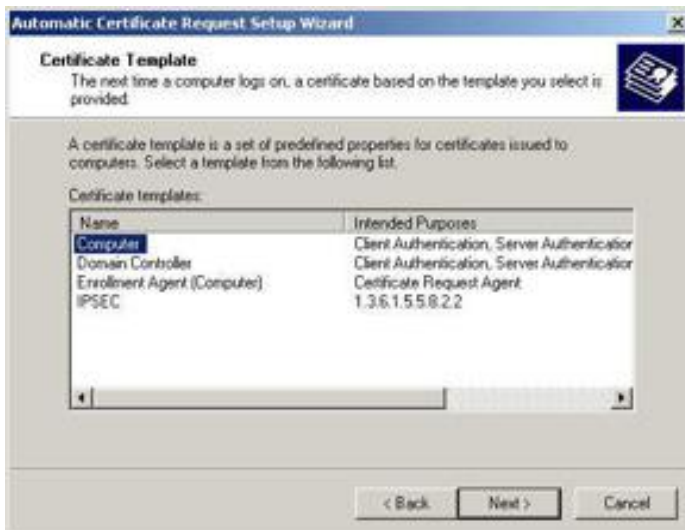 Automatic Certificate Request Setup Wizard
Certificate Template
The next time a computer logs on, a certificate based on the template you select is
provided.
A certificate template is a set of predefined properties for certificates issued to
computers. Select a template from the following list.
Certificate templates:
Name Intended Purposes
Computer Client Authentication, Server Authentication
Domain Controller Client Authentication, Server Authentication
Enrollment Agent (Computer) Certificate Request Agent
IPSEC 1.3.6.1.5.5.8.2.2
< Back Next > Cancel